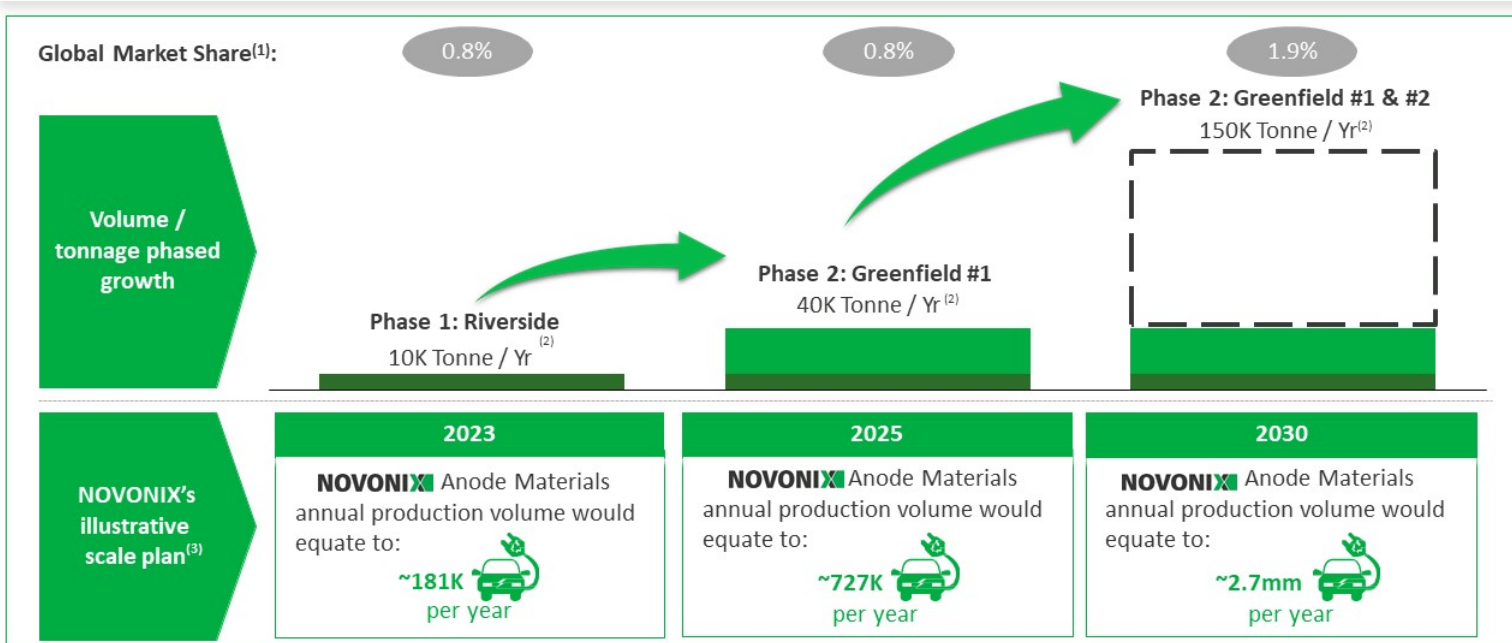 Global Market Share(1):
0.8%
0.8%
1.9%
Phase 2: Greenfield #1 & #2
150K Tonne / Yr(2)
Volume /
tonnage phased
growth
Phase 2: Greenfield #1
40K Tonne / Yr (2)
Phase 1: Riverside
10K Tonne / Yr (2)
NOVONIX's
illustrative
scale plan(3)
2023
NOVONIX Anode Materials
annual production volume would
equate to:
~181K
per year
2025
NOVONIX Anode Materials
annual production volume would
equate to:
~727K
per year
2030
NOVONIX Anode Materials
annual production volume would
equate to:
~2.7mm
per year